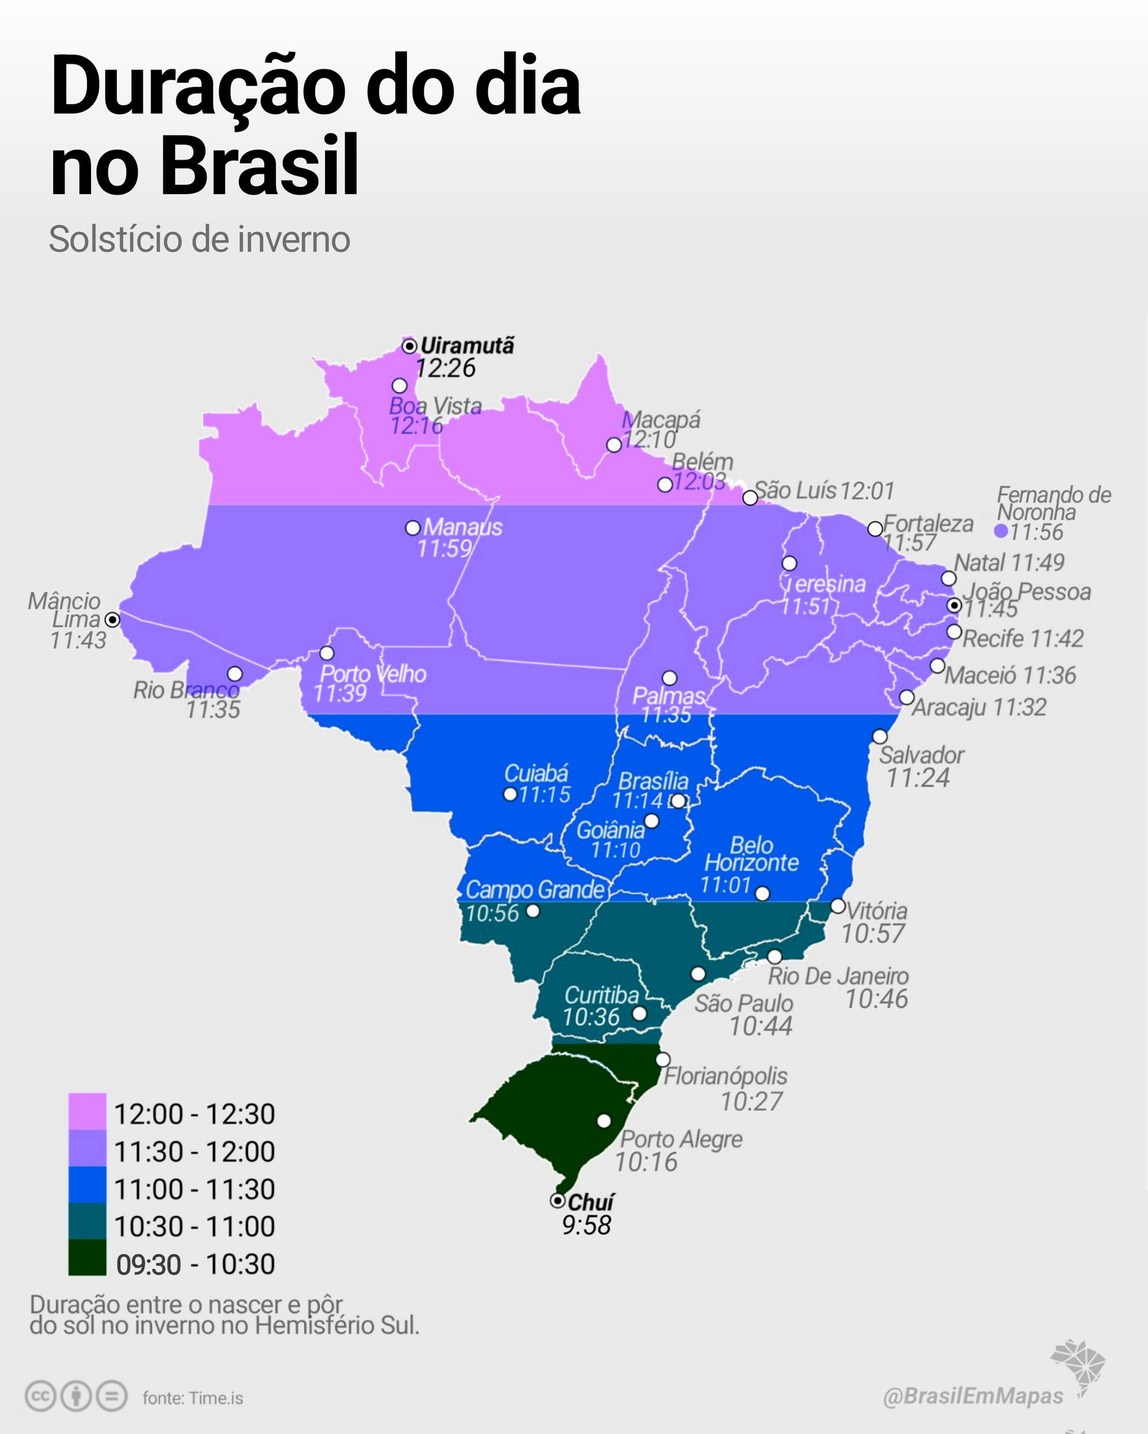 Duração do dia
no Brasil
Solstício de inverno
Uiramutã
12:26
Boa Vista
12:16
Macapá
12:10
Belém
12:03
São Luís 12:01
Fernando de
Noronha
11:56
Fortaleza
11:57
Manaus
11:59
Natal 11:49
Teresina
11:51
João Pessoa
11:45
Mâncio
Lima
11:43
Recife 11:42
Porto Velho
11:39
Maceió 11:36
Rio Branco
11:35
Palmas
11:35
Aracaju 11:32
Salvador
11:24
Cuiabá
11:15
Brasília
11:14
Goiânia
11:10
Belo
Horizonte
11:01
Campo Grande
10:56
Vitória
10:57
Rio De Janeiro
10:46
São Paulo
10:44
Curitiba
10:36
Florianópolis
10:27
Porto Alegre
10:16
Chuí
9:58
12:00 - 12:30
11:30 - 12:00
11:00 - 11:30
10:30 - 11:00
09:30 - 10:30
Duração entre o nascer e pôr
do sol no inverno no Hemisfério Sul.
cc
fonte: Time.is
@BrasilEmMapas